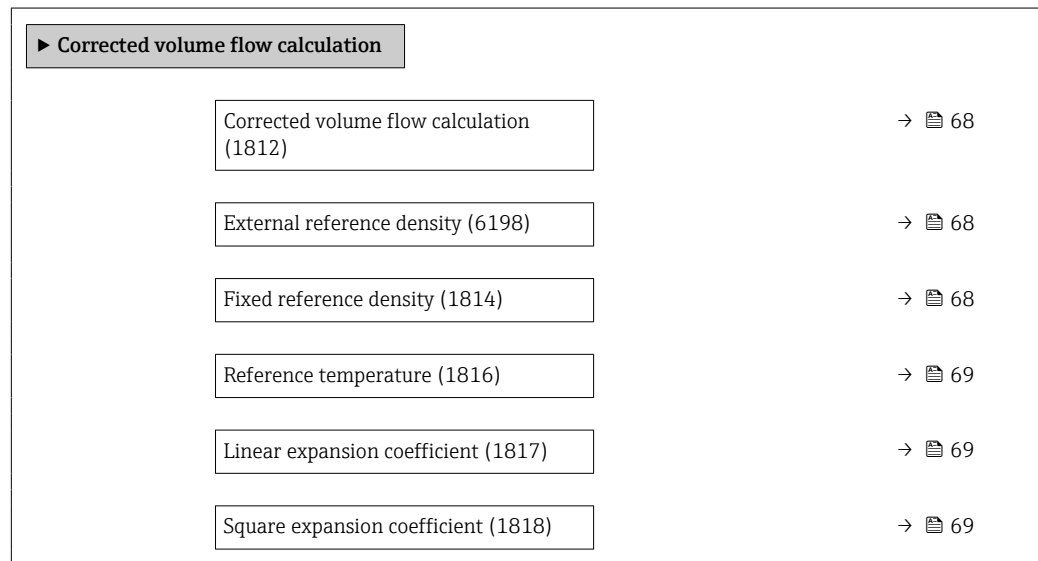 ▶ Corrected volume flow calculation
Corrected volume flow calculation → 68
(1812)
External reference density (6198) → 68
Fixed reference density (1814) → 68
Reference temperature (1816) → 69
Linear expansion coefficient (1817) → 69
Square expansion coefficient (1818) → 69